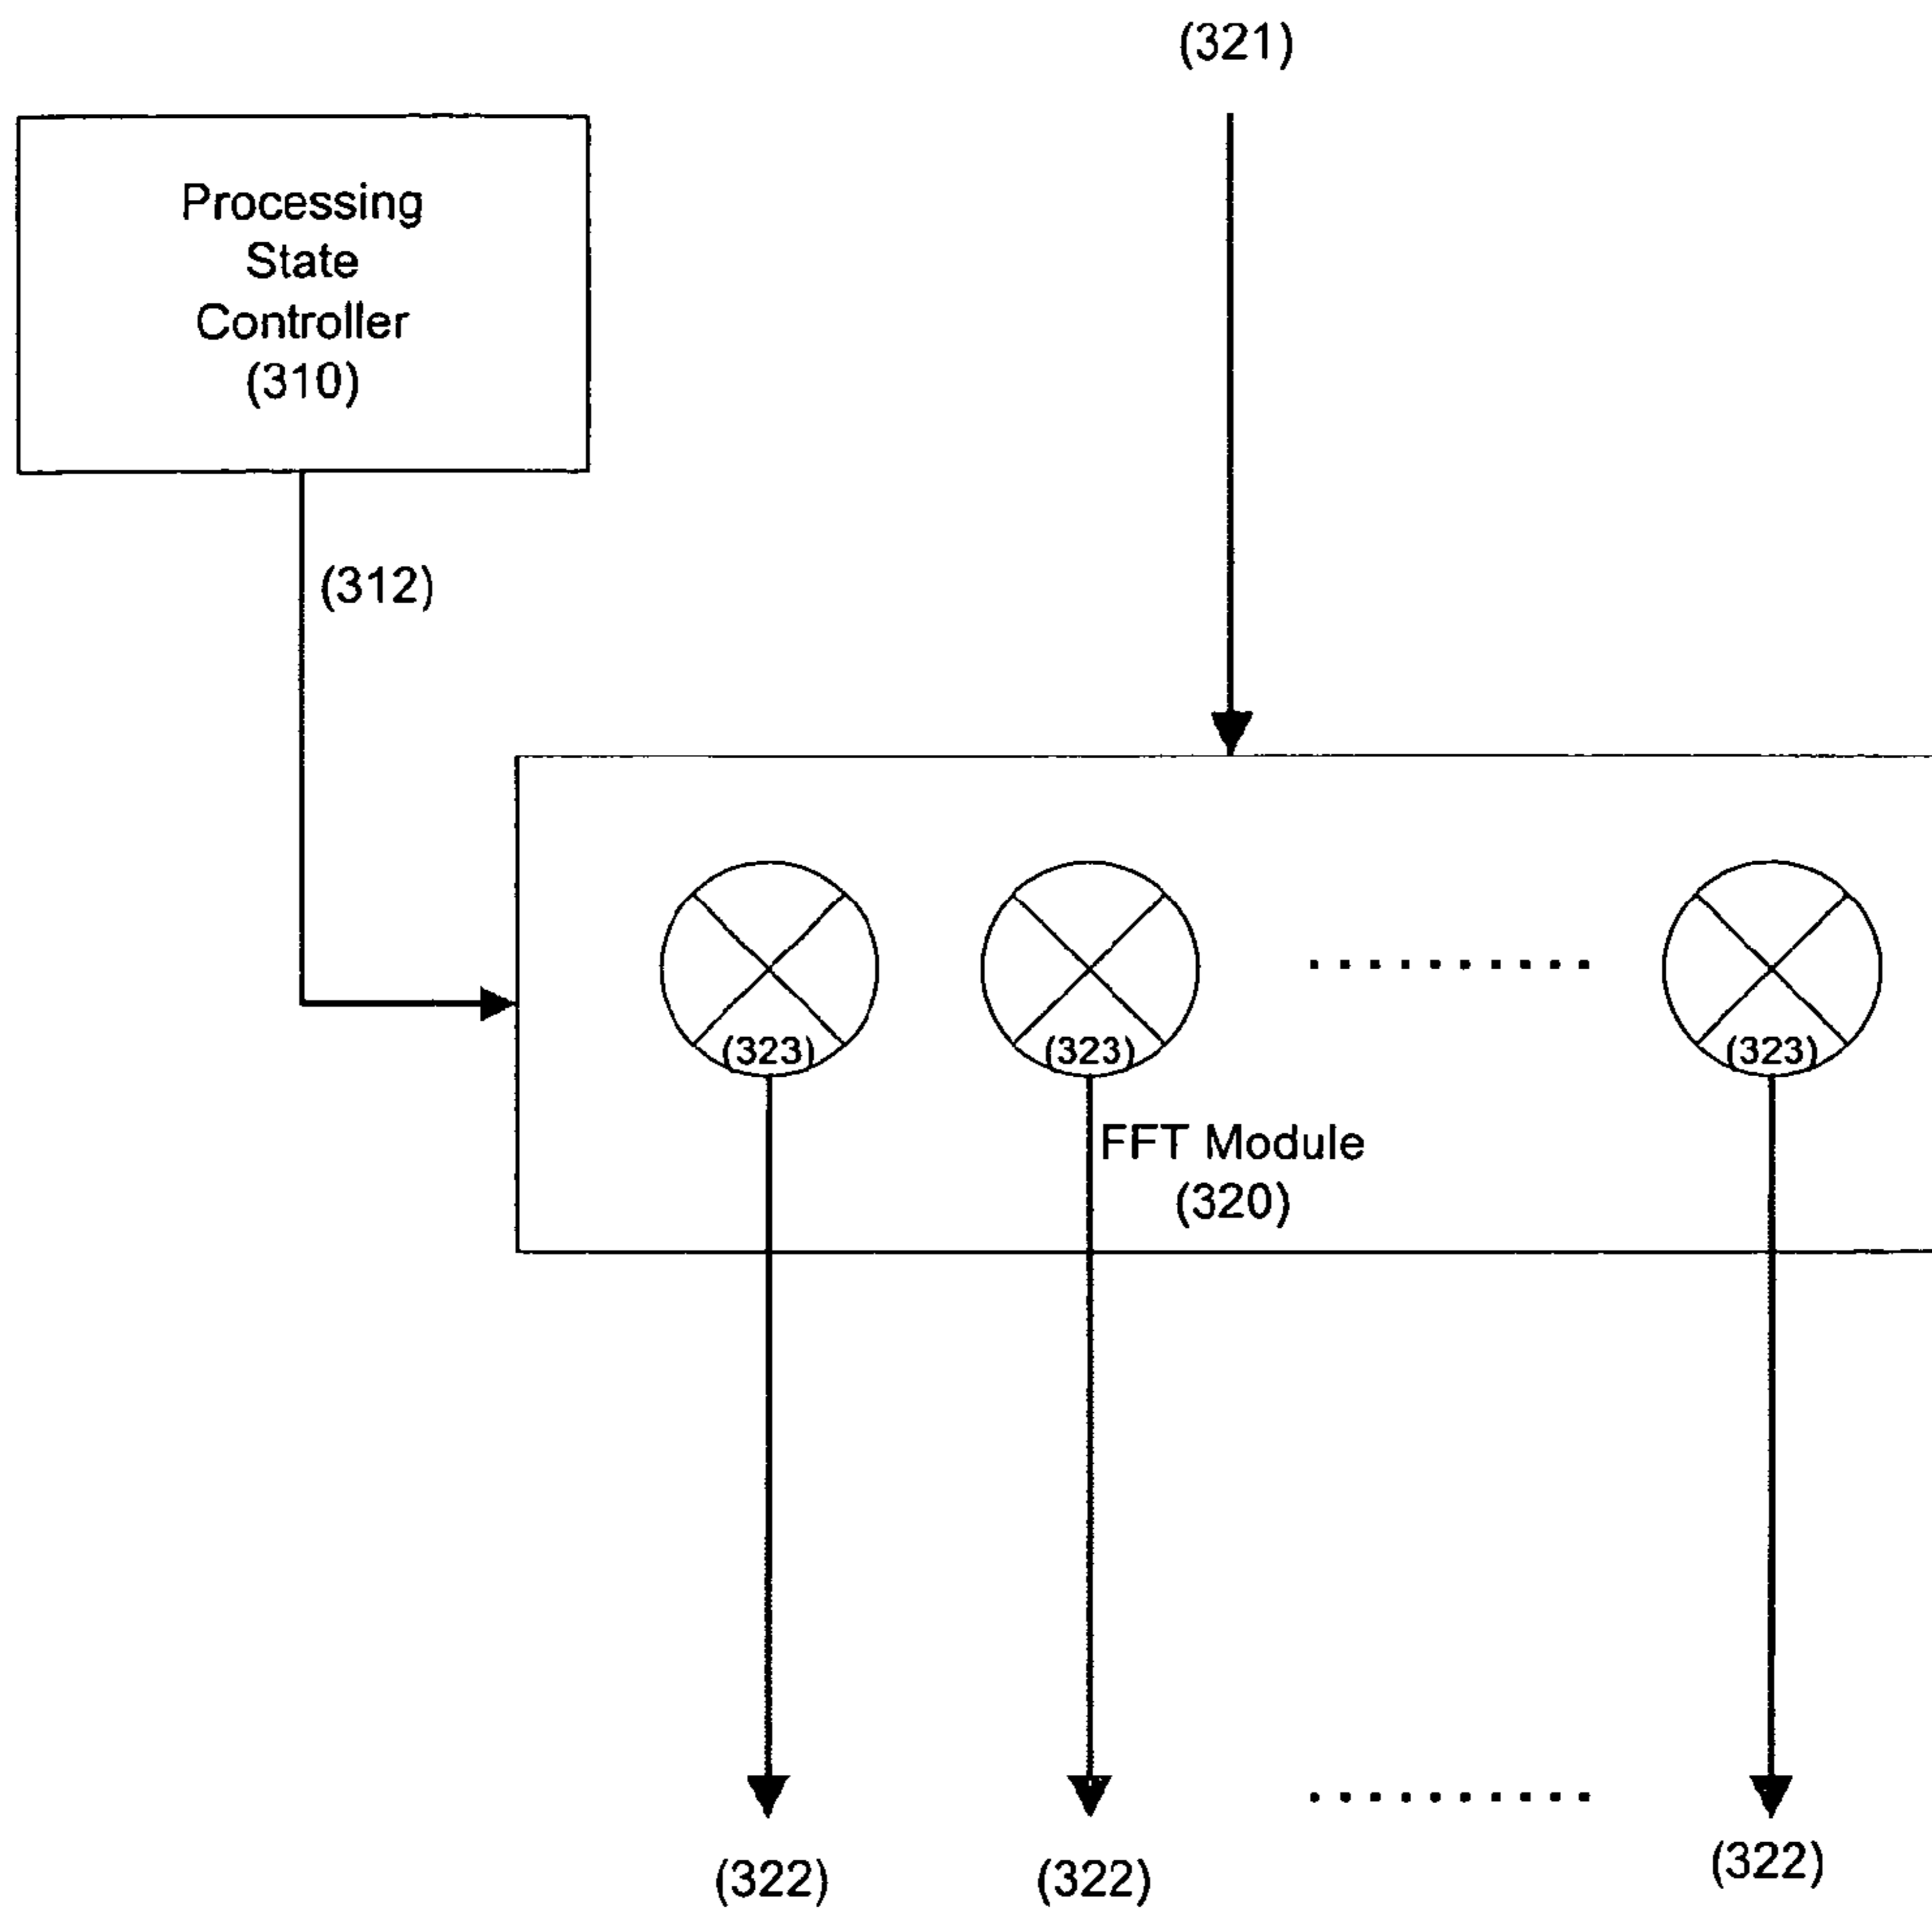 (321)
Processing
State
Controller
(310)
(312)
(323)
(323)
(323)
FFT Module
(320)
(322)
(322)
(322)